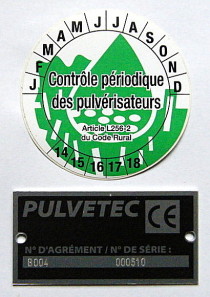 J F M A M J J A S O N D
Contrôle périodique
des pulvérisateurs
Article L256-2
du Code Rural
14 15 16 17 18
PULVETEC CE
N° D'AGRÉMENT / N° DE SÉRIE :
B004 000510